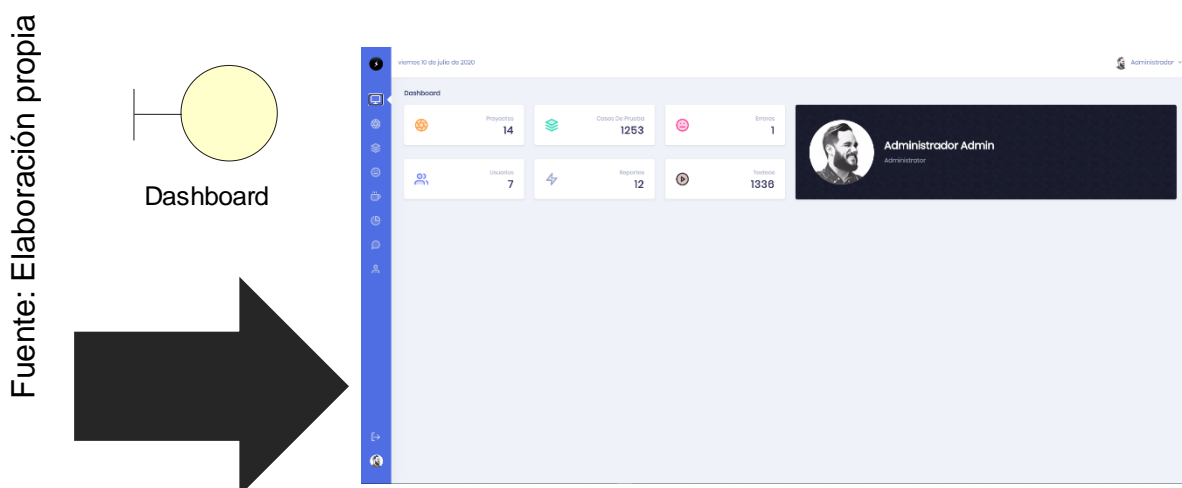 Fuente: Elaboración propia
Dashboard
viernes 10 de julio de 2020
Administrador
Dashboard
Proyectos
14
Casos De Prueba
1253
Errores
1
Usuarios
7
Reportes
12
Testeos
1336
Administrador Admin
Administrator